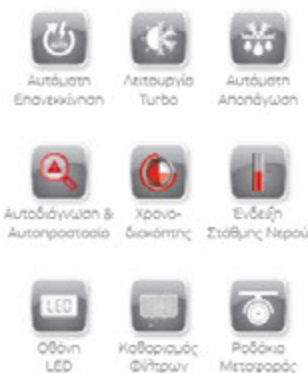 Αυτόματη Επανεκκίνηση
Λειτουργία Turbo
Αυτόματη Αποπάγωση
Αυτοδιάγνωση & Αυτοπροστασία
Χρονο-
διακόπτης
Ένδειξη Στάθμης Νερού
LED
Οθόνη LED
Καθαρισμός Φίλτρων
Ροδάκια Μεταφοράς